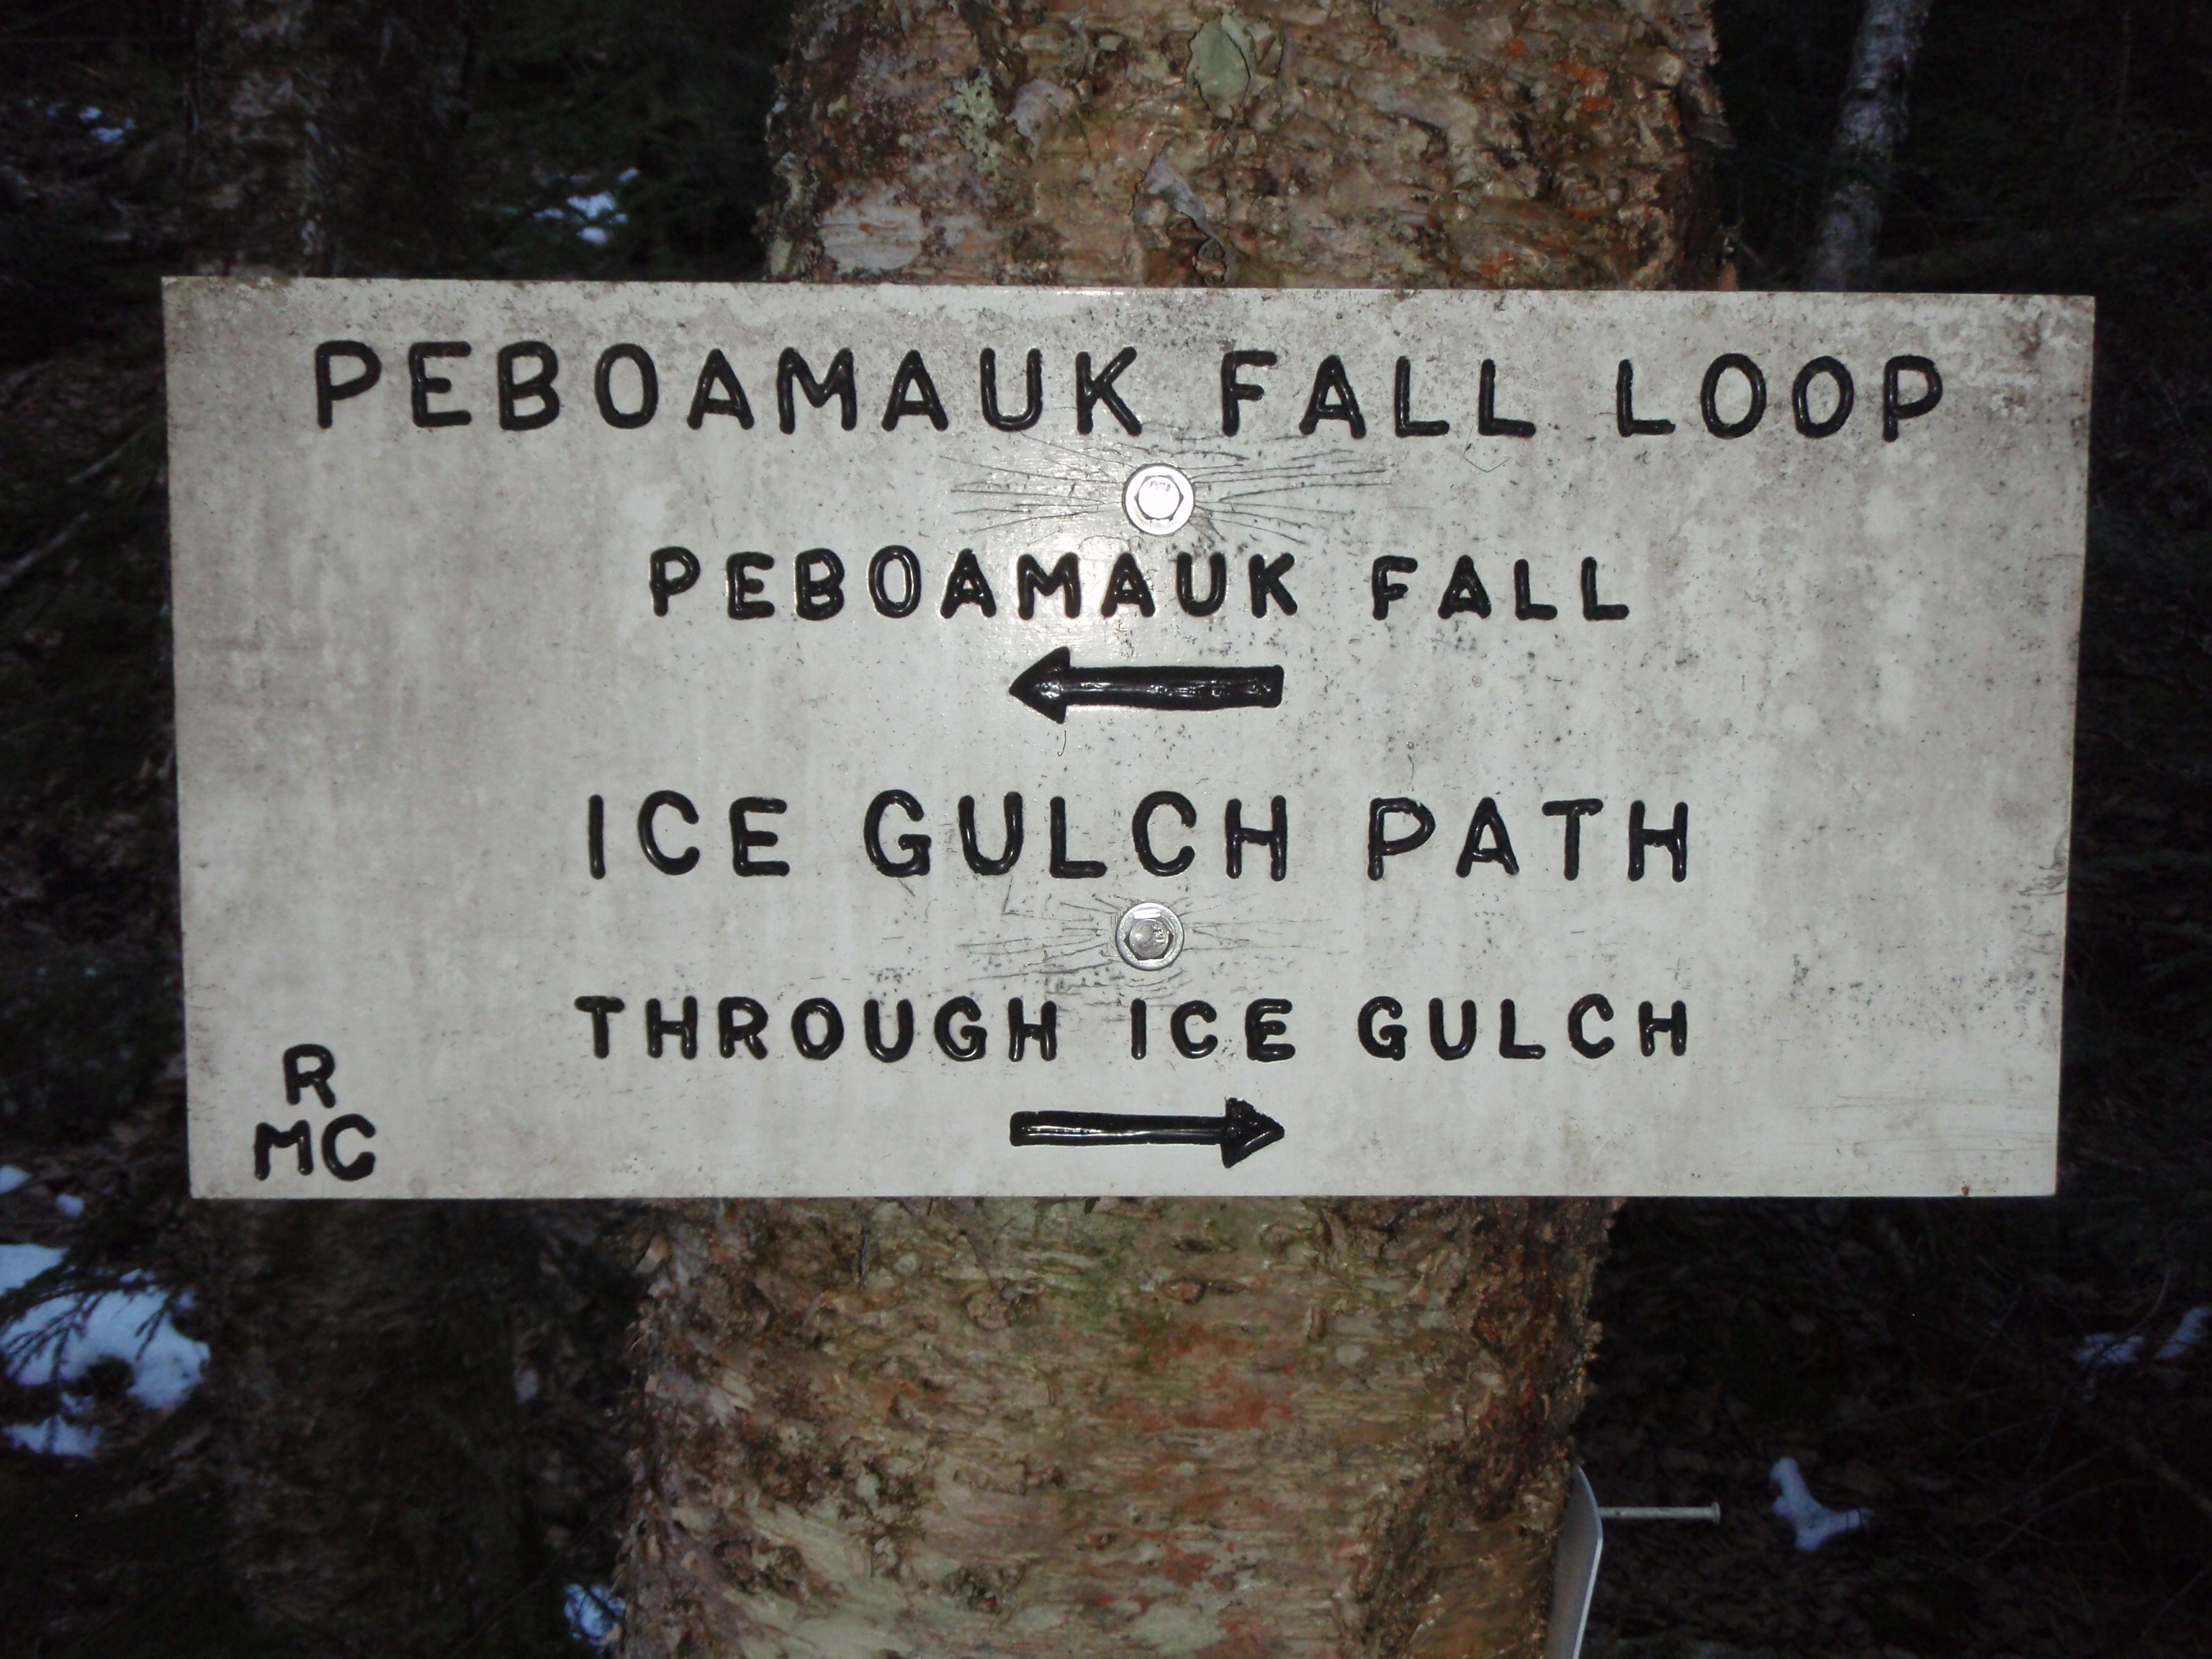 PEBOAMAUK FALL LOOP
PEBOAMAUK FALL
ICE GULCH PATH
THROUGH ICE GULCH
R
MC